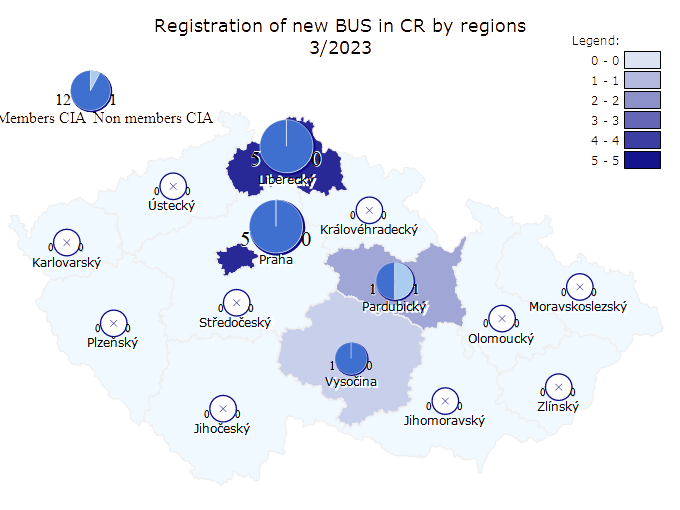 Registration of new BUS in CR by regions
3/2023
Legend:
0 - 0
1 - 1
2 - 2
3 - 3
4 - 4
5 - 5
12 1
Members CIA Non members CIA
5 0
Liberecký
0 0
Ústecký
0 0
Královéhradecký
0 0
Karlovarský
5 0
Praha
1 1
Pardubický
0 0
Moravskoslezský
0 0
Středočeský
0 0
Plzeňský
0 0
Olomoucký
1 0
Vysočina
0 0
Zlínský
0 0
Jihočeský
0 0
Jihomoravský